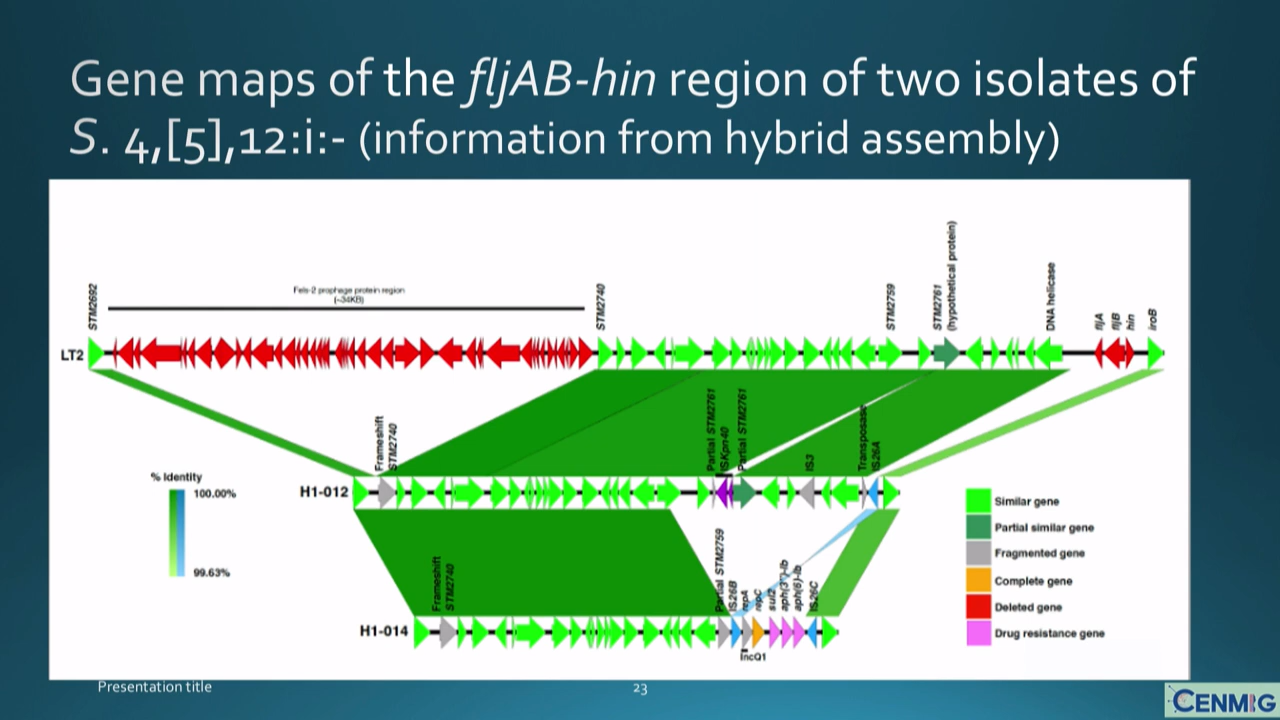 Gene maps of the fljAB-hin region of two isolates of
S. 4,[5],12:i:- (information from hybrid assembly)
STM2692
Fels-2 prophage protein region
(~34KB)
STM2740
STM2759
STM2761
(hypothetical protein)
DNA helicase
fljA
fljB
hin
iroB
LT2
Frameshift
STM2740
Partial STM2761
ISKpn40
Partial STM2761
IS3
Transposase
IS26A
% Identity
100.00%
99.63%
H1-012
Similar gene
Partial similar gene
Fragmented gene
Complete gene
Deleted gene
Drug resistance gene
Frameshift
STM2740
Partial STM2759
IS26B
repA
repC
sul2
aph(3")-Ib
aph(6)-Ib
IS26C
H1-014
IncQ1
Presentation title
23
CENMIG